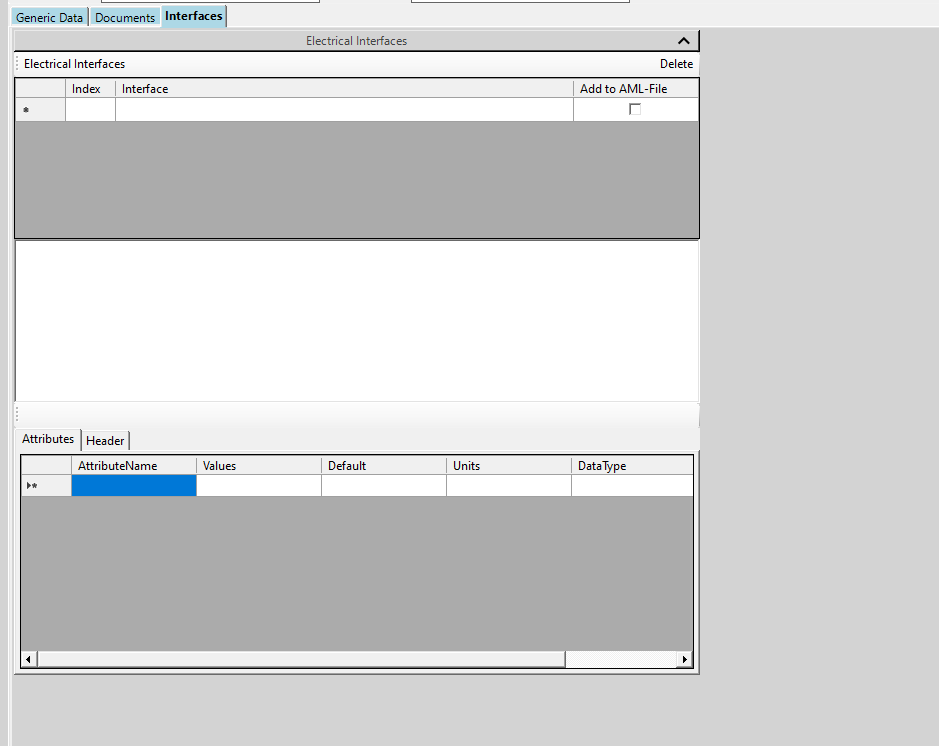 Generic Data Documents Interfaces
Electrical Interfaces
Electrical Interfaces Delete
Index Interface Add to AML-File
Attributes Header
AttributeName Values Default Units DataType